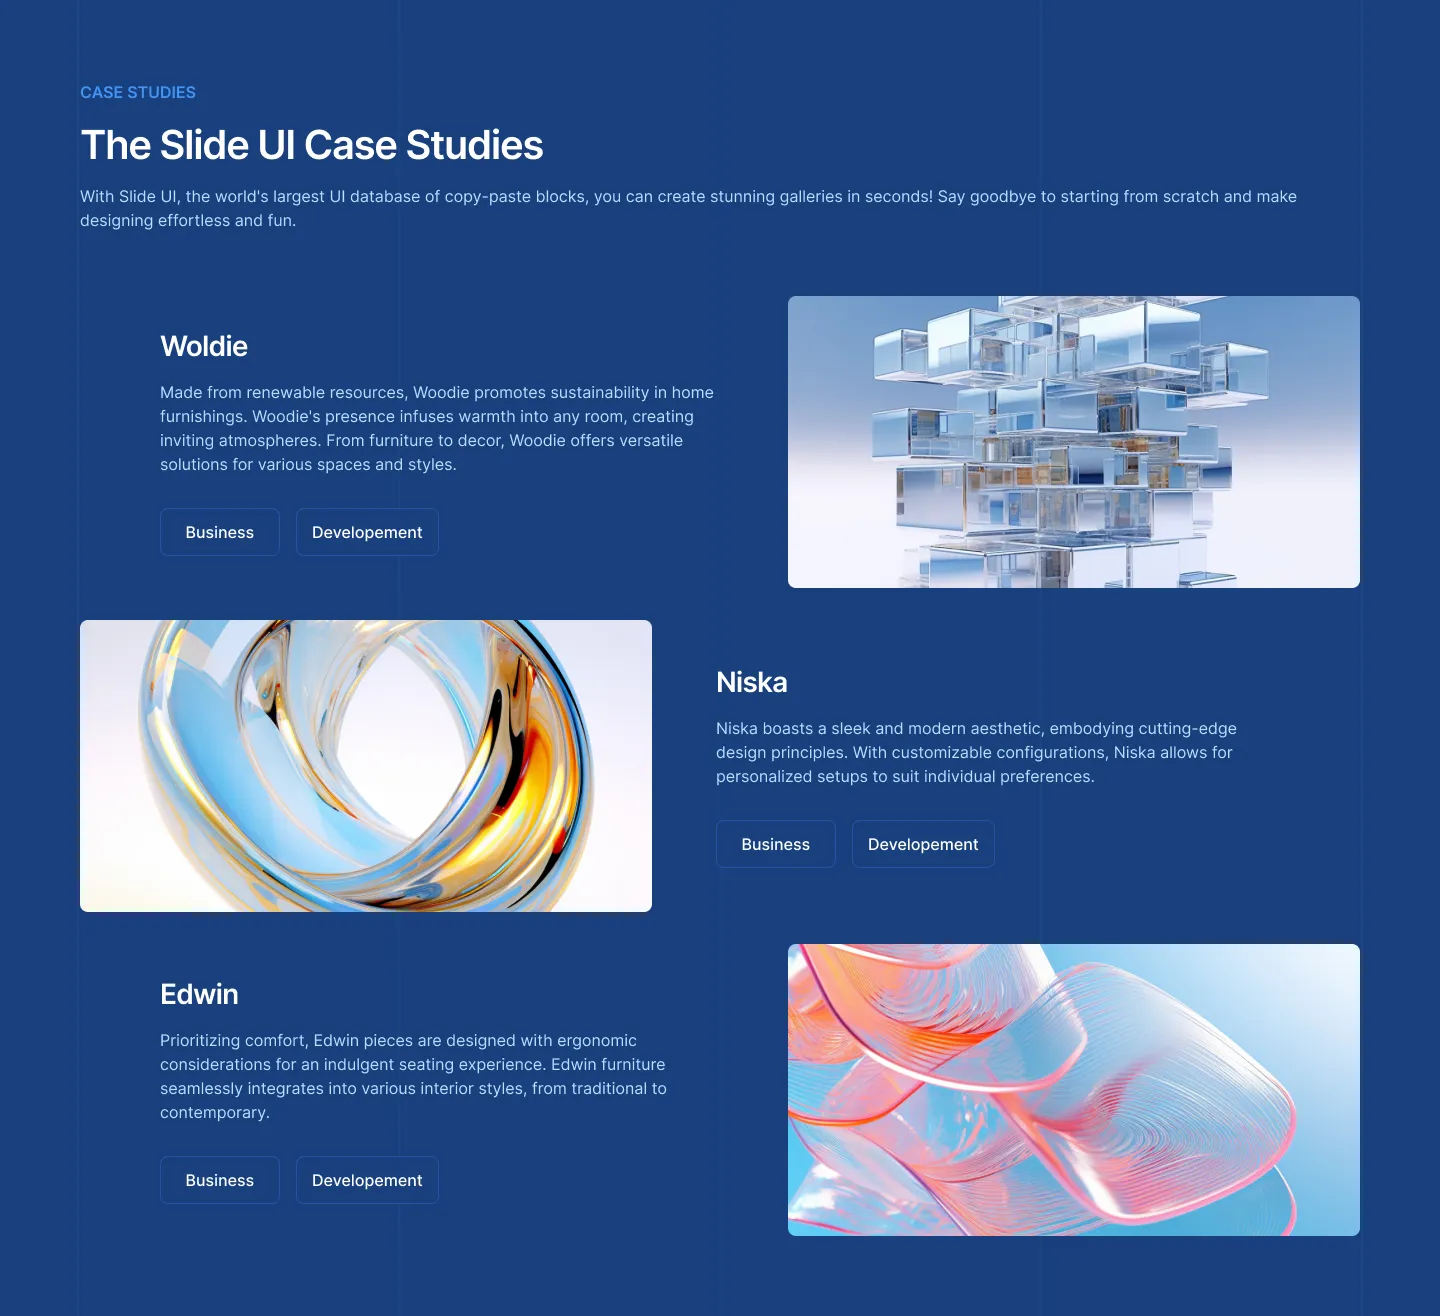 CASE STUDIES
The Slide UI Case Studies
With Slide UI, the world's largest UI database of copy-paste blocks, you can create stunning galleries in seconds! Say goodbye to starting from scratch and make
designing effortless and fun.
Woldie
Made from renewable resources, Woodie promotes sustainability in home
furnishings. Woodie's presence infuses warmth into any room, creating
inviting atmospheres. From furniture to decor, Woodie offers versatile
solutions for various spaces and styles.
Business
Developement
Niska
Niska boasts a sleek and modern aesthetic, embodying cutting-edge
design principles. With customizable configurations, Niska allows for
personalized setups to suit individual preferences.
Business
Developement
Edwin
Prioritizing comfort, Edwin pieces are designed with ergonomic
considerations for an indulgent seating experience. Edwin furniture
seamlessly integrates into various interior styles, from traditional to
contemporary.
Business
Developement